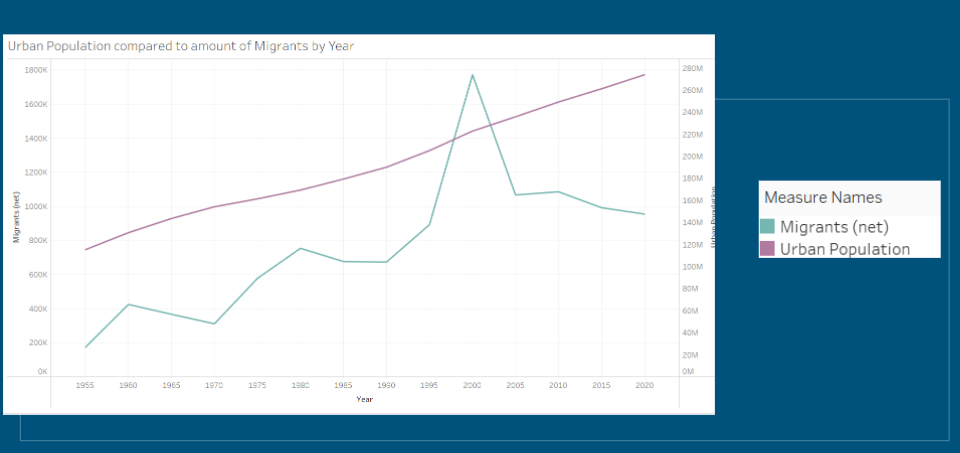 Urban Population compared to amount of Migrants by Year
1800K
1600K
1400K
1200K
1000K
800K
600K
400K
200K
0K
Migrants (net)
280M
260M
240M
220M
200M
180M
160M
140M
120M
100M
80M
60M
40M
20M
0M
Urban Population
1955 1960 1965 1970 1975 1980 1985 1990 1995 2000 2005 2010 2015 2020
Year
Measure Names
Migrants (net)
Urban Population